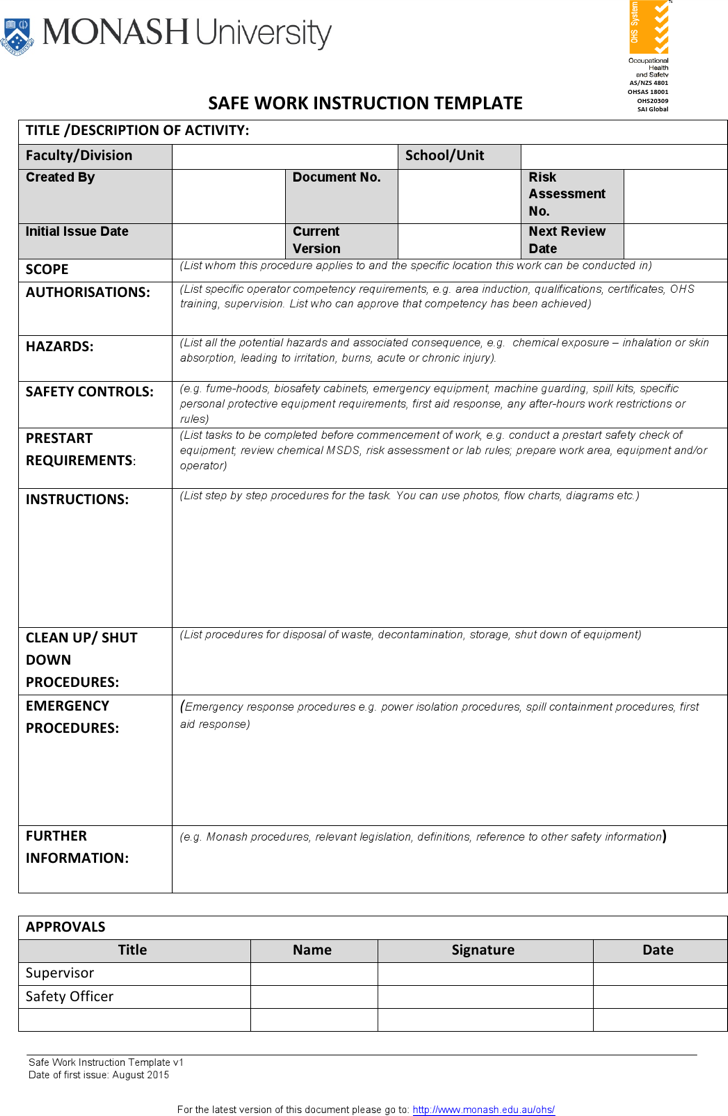 MONASH University
OHS System
Occupational
Health
and Safety
AS/NZS 4801
OHSAS 18001
OHS20309
SAI Global
SAFE WORK INSTRUCTION TEMPLATE
TITLE /DESCRIPTION OF ACTIVITY:
Faculty/Division School/Unit
Created By Document No. Risk
Assessment
No.
Initial Issue Date Current Next Review
Version Date
SCOPE (List whom this procedure applies to and the specific location this work can be conducted in)
AUTHORISATIONS: (List specific operator competency requirements, e.g. area induction, qualifications, certificates, OHS
training, supervision. List who can approve that competency has been achieved)
HAZARDS: (List all the potential hazards and associated consequence, e.g. chemical exposure – inhalation or skin
absorption, leading to irritation, burns, acute or chronic injury).
SAFETY CONTROLS: (e.g. fume-hoods, biosafety cabinets, emergency equipment, machine guarding, spill kits, specific
personal protective equipment requirements, first aid response, any after-hours work restrictions or
rules)
PRESTART (List tasks to be completed before commencement of work, e.g. conduct a prestart safety check of
REQUIREMENTS: equipment; review chemical MSDS, risk assessment or lab rules; prepare work area, equipment and/or
operator)
INSTRUCTIONS: (List step by step procedures for the task. You can use photos, flow charts, diagrams etc.)
CLEAN UP/ SHUT (List procedures for disposal of waste, decontamination, storage, shut down of equipment)
DOWN
PROCEDURES:
EMERGENCY (Emergency response procedures e.g. power isolation procedures, spill containment procedures, first
PROCEDURES: aid response)
FURTHER (e.g. Monash procedures, relevant legislation, definitions, reference to other safety information)
INFORMATION:
APPROVALS
Title Name Signature Date
Supervisor
Safety Officer
Safe Work Instruction Template v1
Date of first issue: August 2015
For the latest version of this document please go to: http://www.monash.edu.au/ohs/